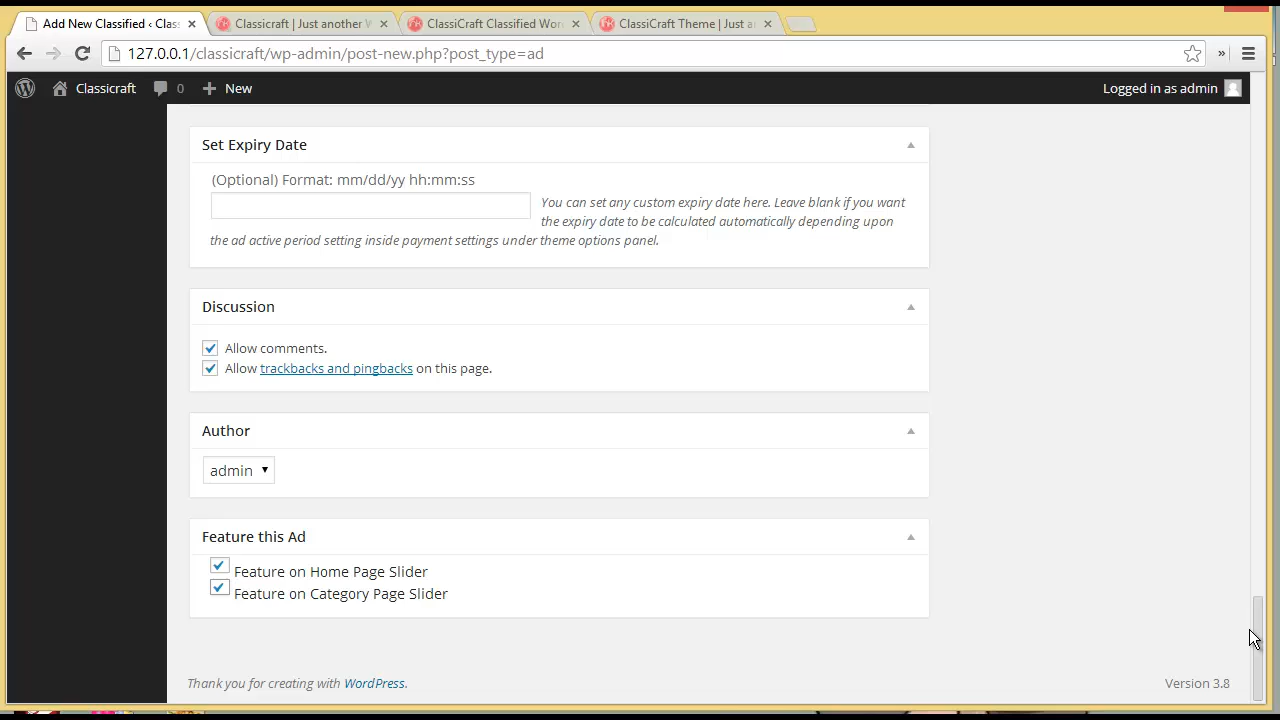 Add New Classified ‹ Clas
Classicraft | Just another W
ClassiCraft Classified Wor
ClassiCraft Theme | Just a
127.0.0.1/classicraft/wp-admin/post-new.php?post_type=ad
»
Classicraft
0
New
Logged in as admin
Set Expiry Date
(Optional) Format: mm/dd/yy hh:mm:ss
You can set any custom expiry date here. Leave blank if you want
the expiry date to be calculated automatically depending upon
the ad active period setting inside payment settings under theme options panel.
Discussion
Allow comments.
Allow trackbacks and pingbacks on this page.
Author
admin
Feature this Ad
Feature on Home Page Slider
Feature on Category Page Slider
Thank you for creating with WordPress.
Version 3.8